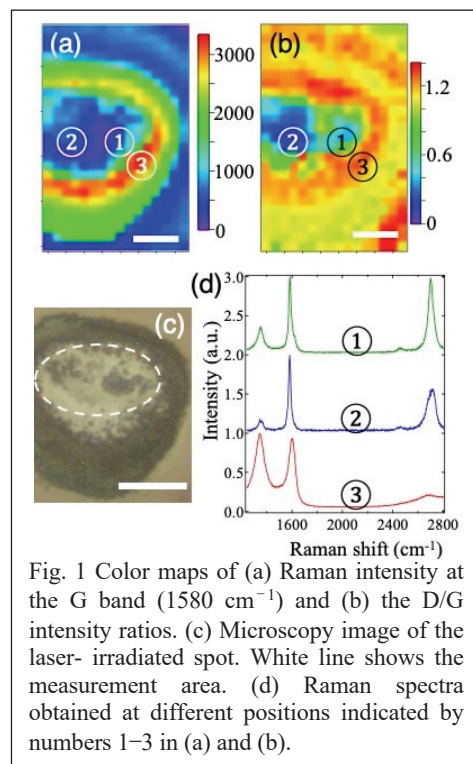 (a)
3000
2000
1000
0
2
1
3
(b)
1.2
0.6
0
2
1
3
(c)
(d)
3.0
2.5
2.0
1.5
1.0
0.5
0.0
Intensity (a.u.)
1
2
3
1600 2000 2400 2800
Raman shift (cm-1)
Fig. 1 Color maps of (a) Raman intensity at
the G band (1580 cm−1) and (b) the D/G
intensity ratios. (c) Microscopy image of the
laser- irradiated spot. White line shows the
measurement area. (d) Raman spectra
obtained at different positions indicated by
numbers 1−3 in (a) and (b).